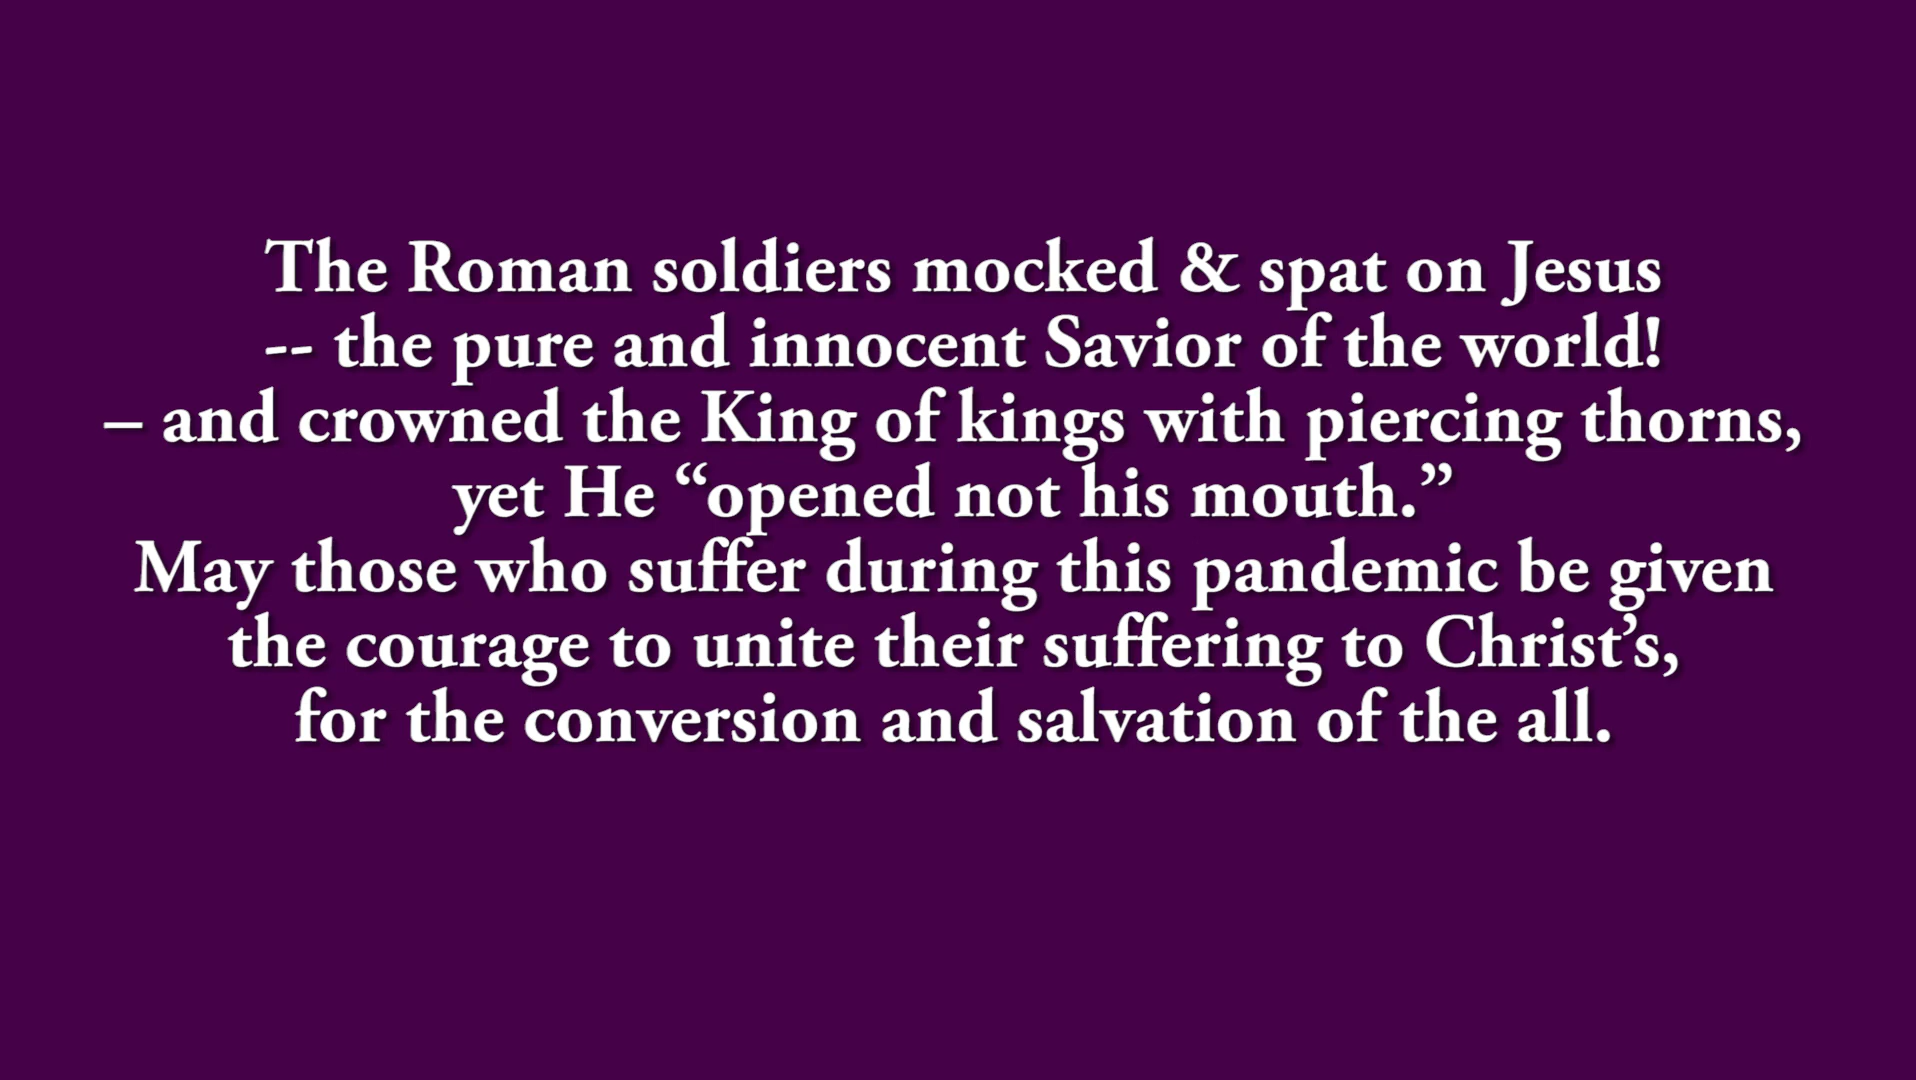 The Roman soldiers mocked & spat on Jesus
-- the pure and innocent Savior of the world!
– and crowned the King of kings with piercing thorns,
yet He “opened not his mouth.”
May those who suffer during this pandemic be given
the courage to unite their suffering to Christ’s,
for the conversion and salvation of the all.